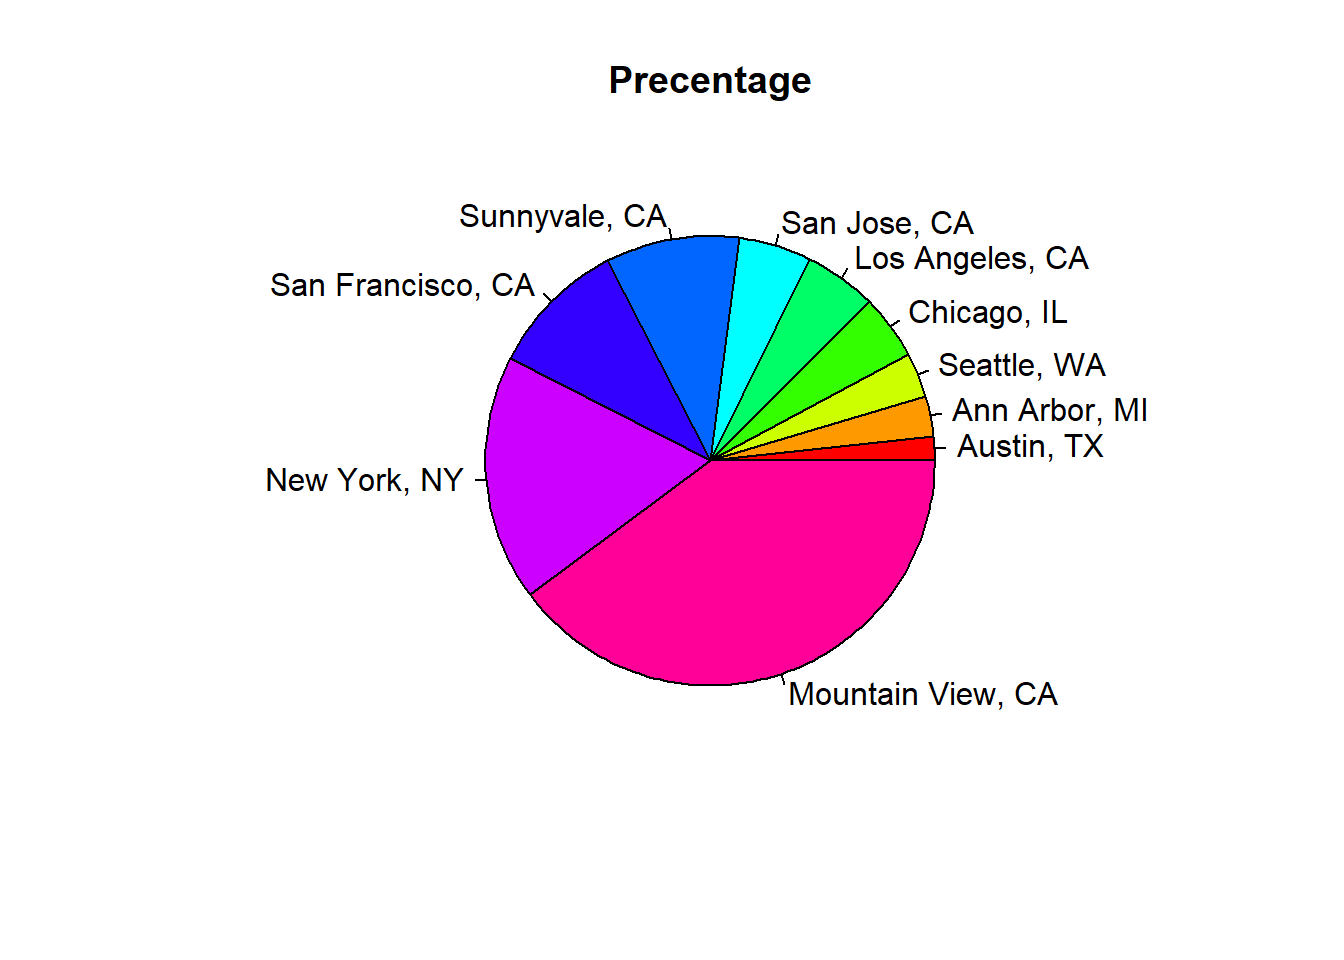 Precentage
Sunnyvale, CA
San Jose, CA
Los Angeles, CA
San Francisco, CA
Chicago, IL
Seattle, WA
Ann Arbor, MI
Austin, TX
New York, NY
Mountain View, CA